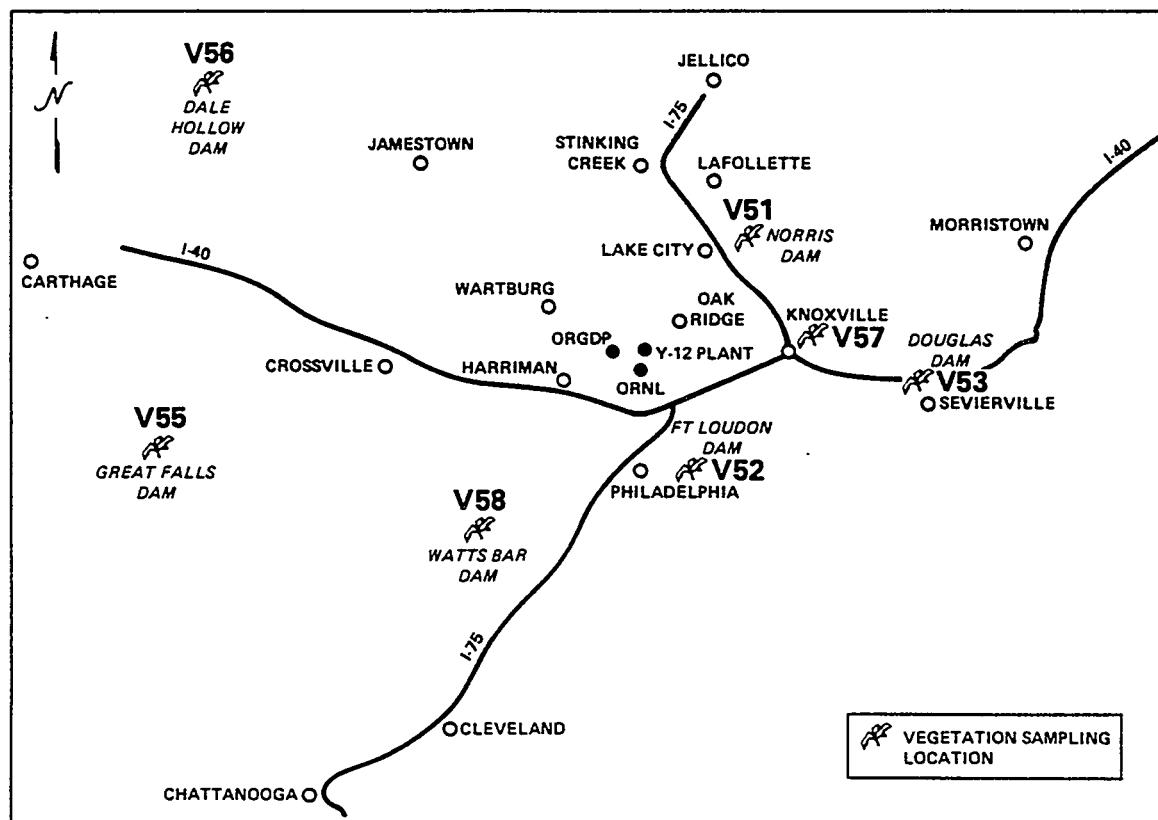 N
V56
DALE
HOLLOW
DAM
JELLICO
I-75
JAMESTOWN
STINKING
CREEK
LAFOLLETTE
I-40
V51
NORRIS
DAM
MORRISTOWN
LAKE CITY
I-40
CARTHAGE
WARTBURG
OAK
RIDGE
KNOXVILLE
V57
ORGDP
Y-12 PLANT
DOUGLAS
DAM
V53
CROSSVILLE
HARRIMAN
ORNL
SEVIERVILLE
V55
GREAT FALLS
DAM
FT LOUDON
DAM
V52
PHILADELPHIA
V58
WATTS BAR
DAM
I-75
CLEVELAND
CHATTANOOGA
VEGETATION SAMPLING
LOCATION